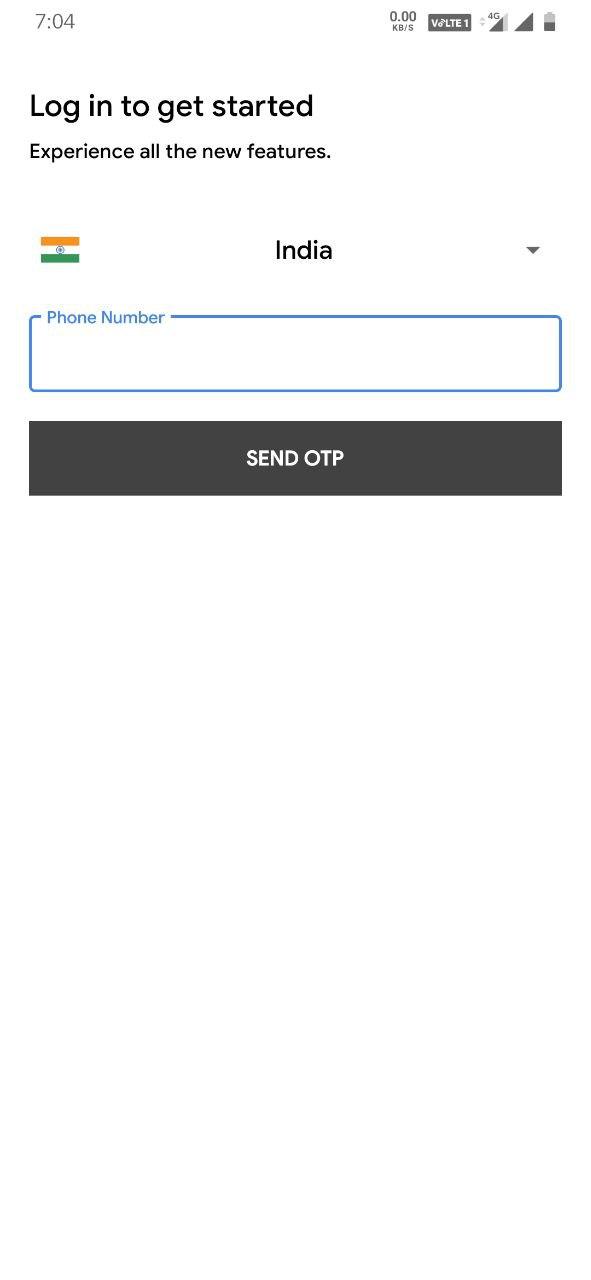 7:04
0.00
KB/S
VoLTE 1
4G
Log in to get started
Experience all the new features.
India
Phone Number
SEND OTP